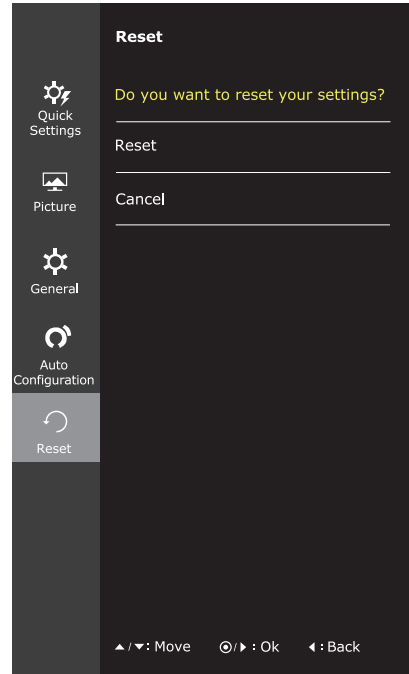 Reset
Do you want to reset your settings?
Reset
Cancel
Quick
Settings
Picture
General
Auto
Configuration
Reset
▲/▼: Move ⊙/▶ : Ok ◀ : Back